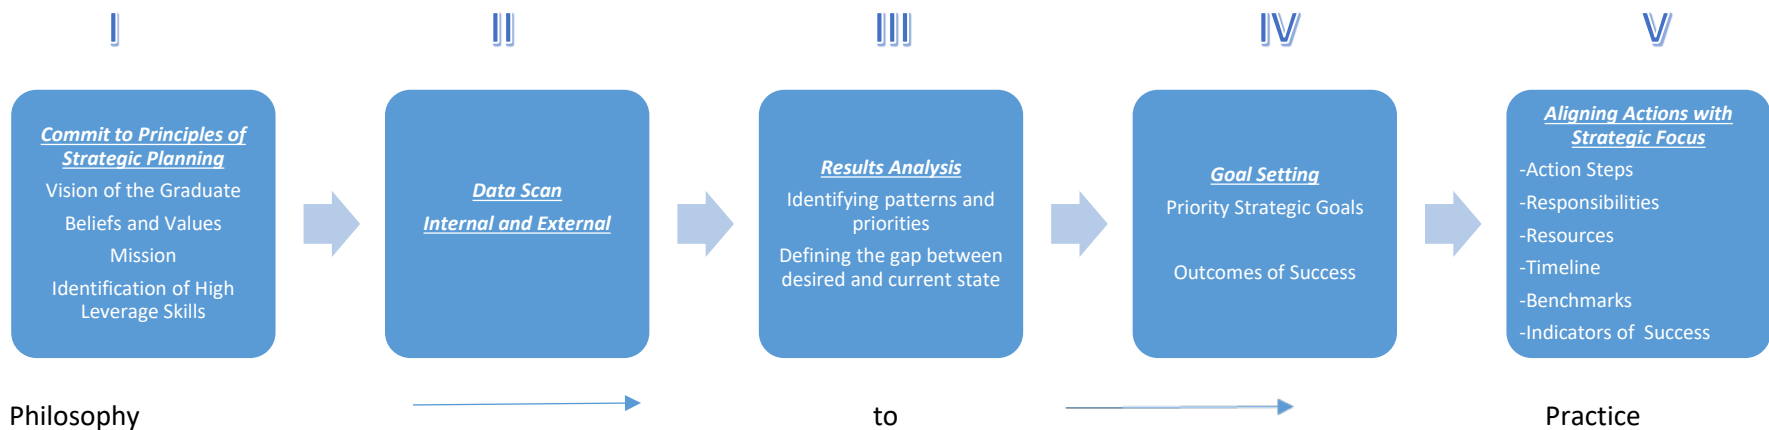 I
II
III
IV
V
Commit to Principles of
Strategic Planning
Vision of the Graduate
Beliefs and Values
Mission
Identification of High
Leverage Skills
Data Scan
Internal and External
Results Analysis
Identifying patterns and
priorities
Defining the gap between
desired and current state
Goal Setting
Priority Strategic Goals
Outcomes of Success
Aligning Actions with
Strategic Focus
-Action Steps
-Responsibilities
-Resources
-Timeline
-Benchmarks
-Indicators of  Success
Philosophy
to
Practice